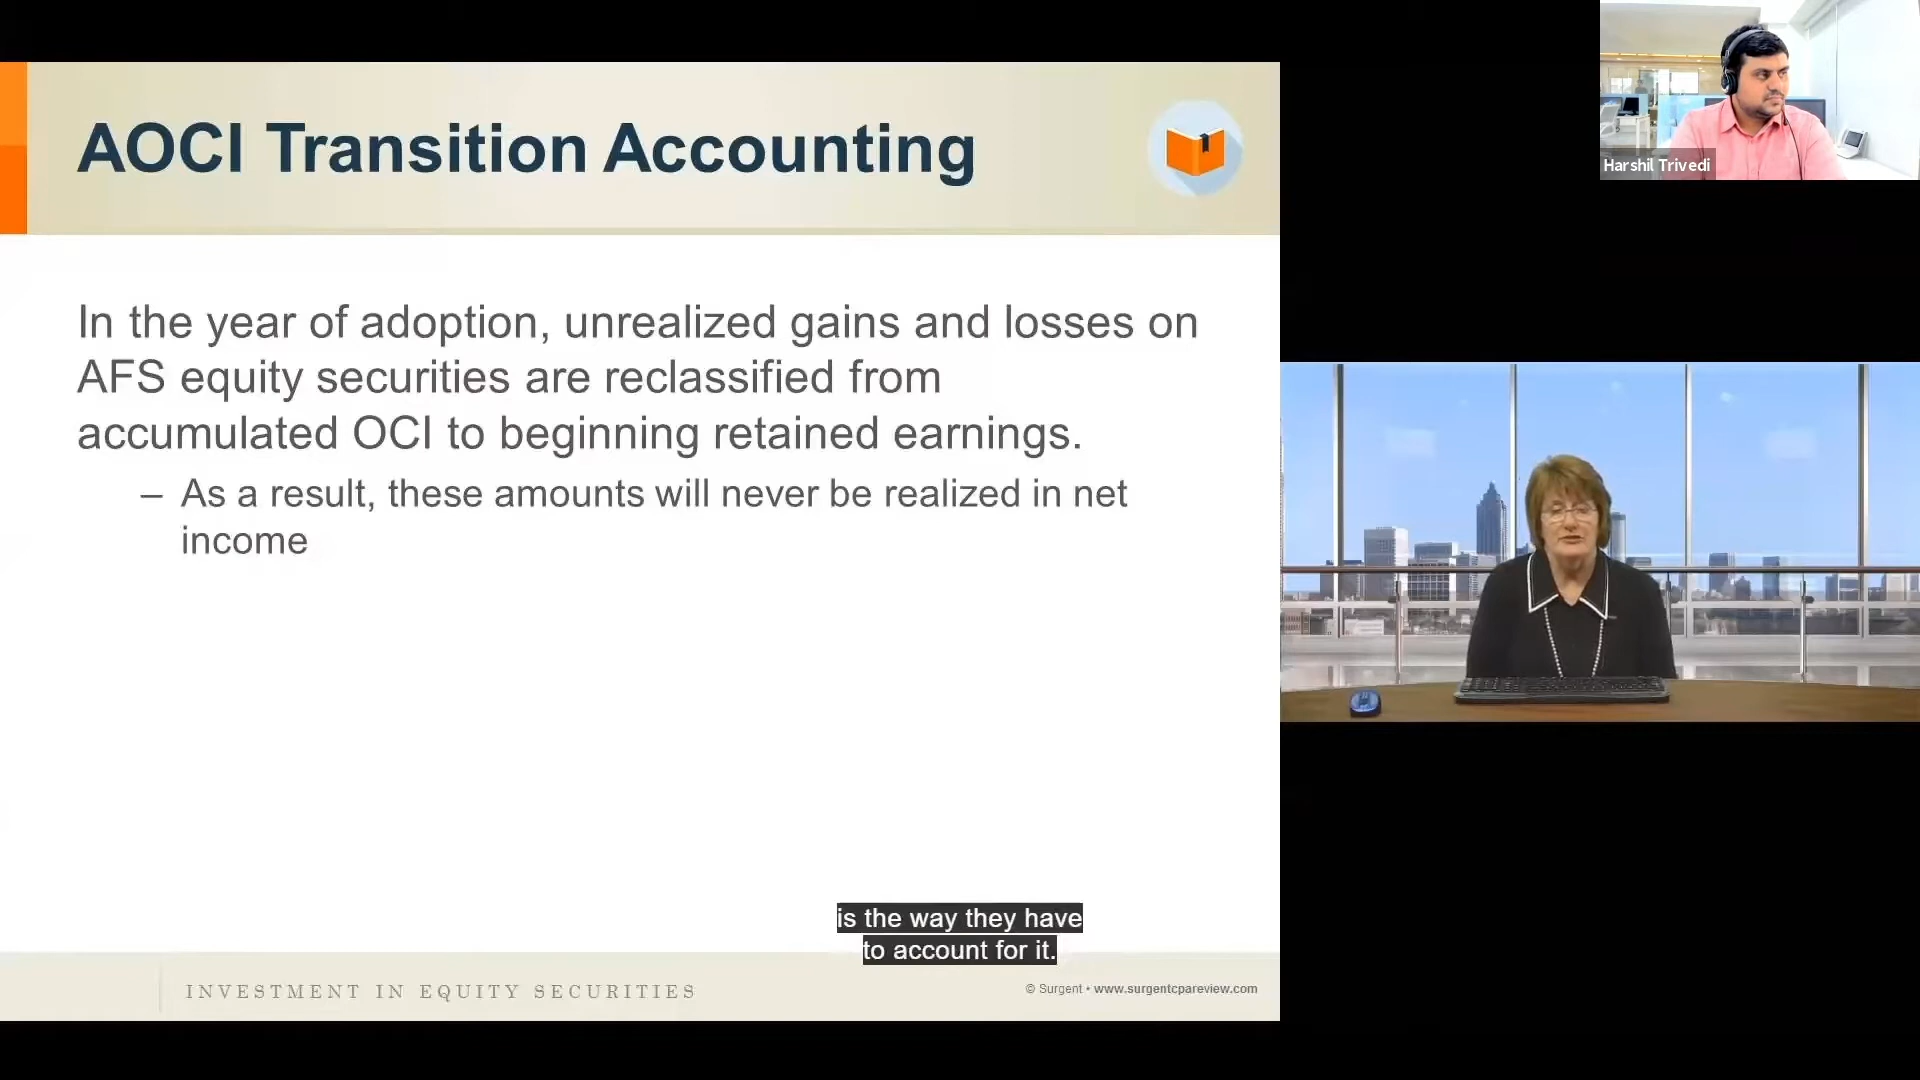 AOCI Transition Accounting
Harshil Trivedi
In the year of adoption, unrealized gains and losses on
AFS equity securities are reclassified from
accumulated OCI to beginning retained earnings.
– As a result, these amounts will never be realized in net
income
is the way they have
to account for it.
INVESTMENT IN EQUITY SECURITIES
© Surgent • www.surgentcpareview.com